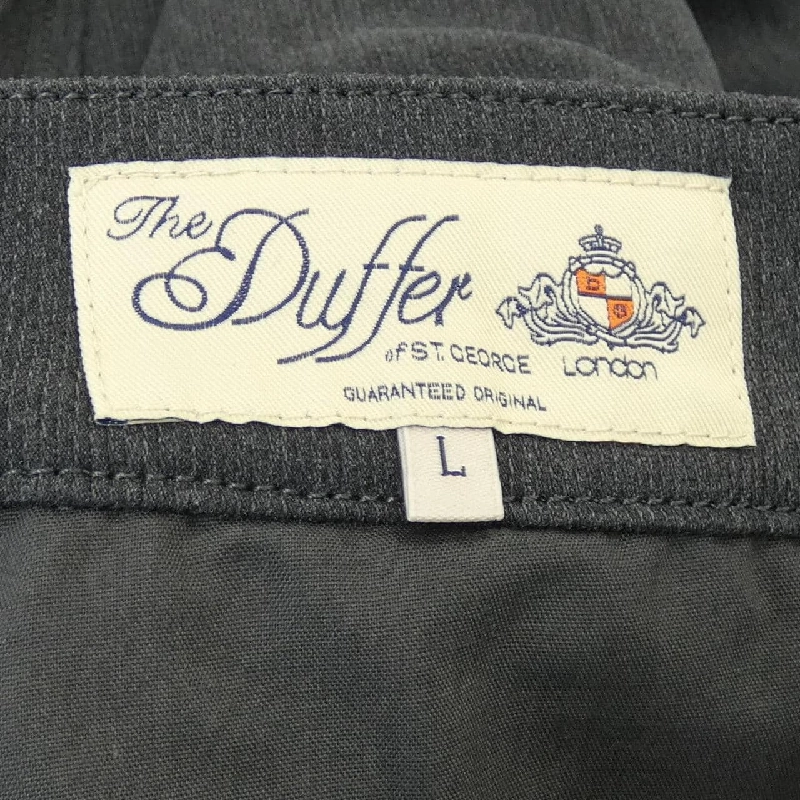 The
Duffer
of ST. GEORGE
London
GUARANTEED ORIGINAL
L
D
S